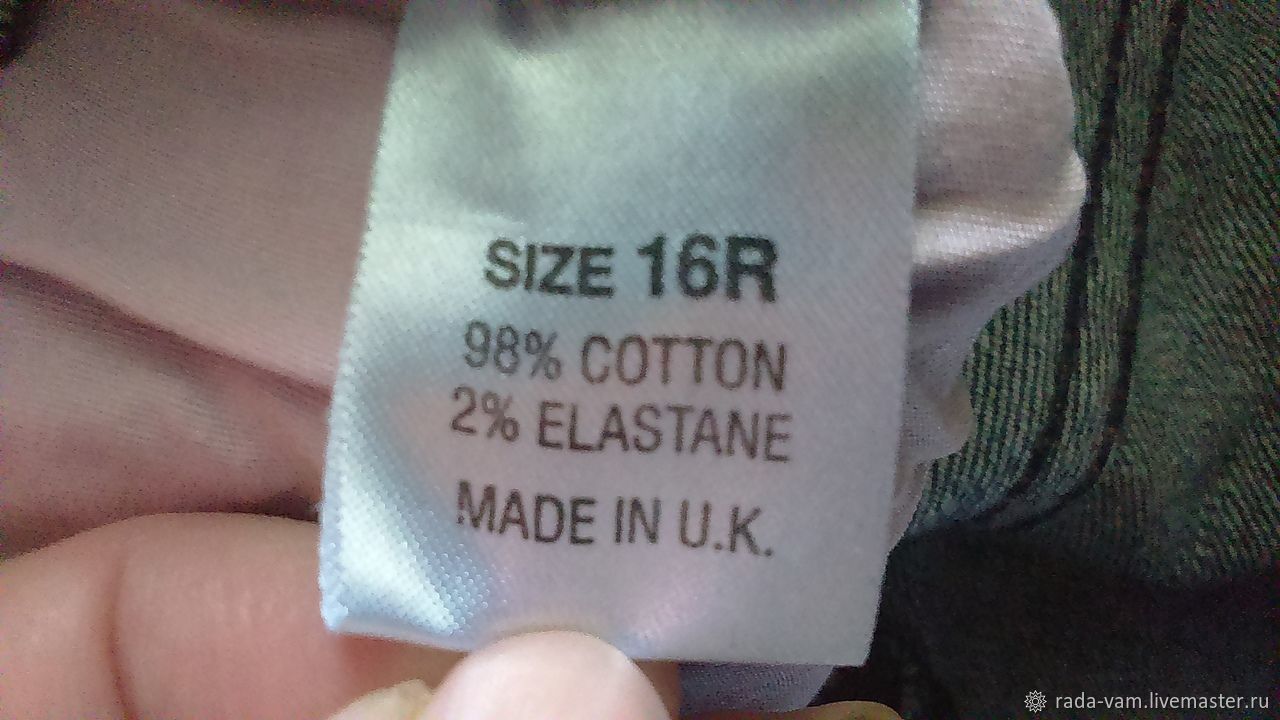 SIZE 16R
98% COTTON
2% ELASTANE
MADE IN U.K.
rada-vam.livemaster.ru